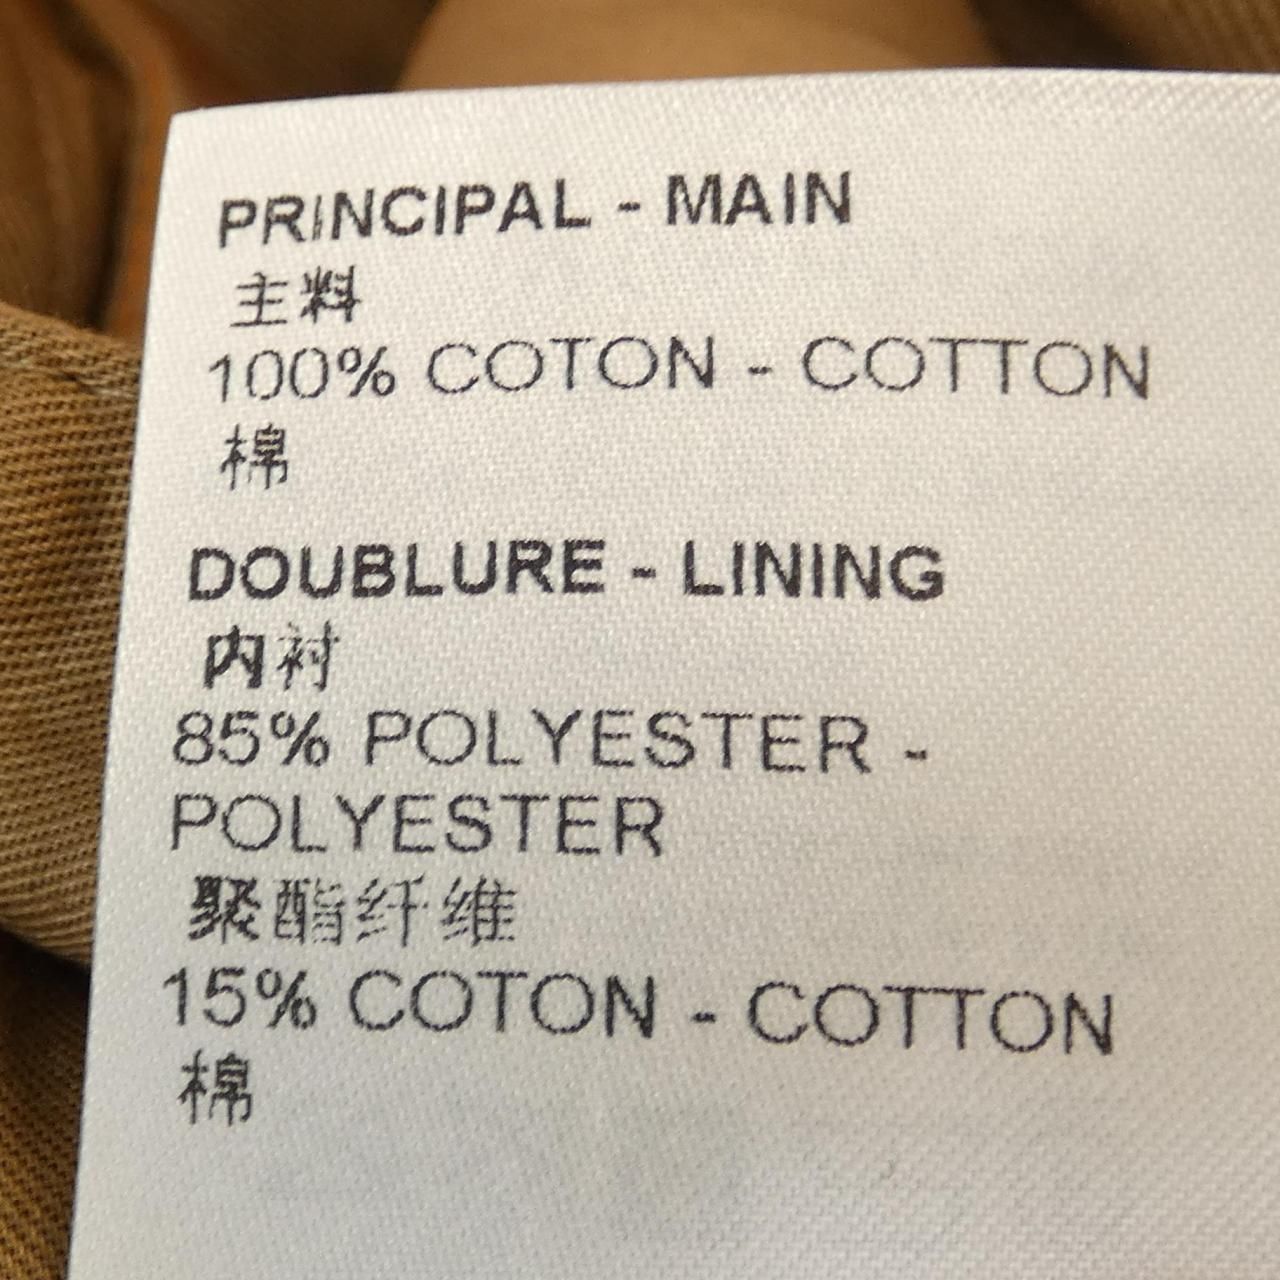 PRINCIPAL - MAIN
主料
100% COTON - COTTON
棉
DOUBLURE - LINING
内衬
85% POLYESTER -
POLYESTER
聚酯纤维
15% COTON - COTTON
棉